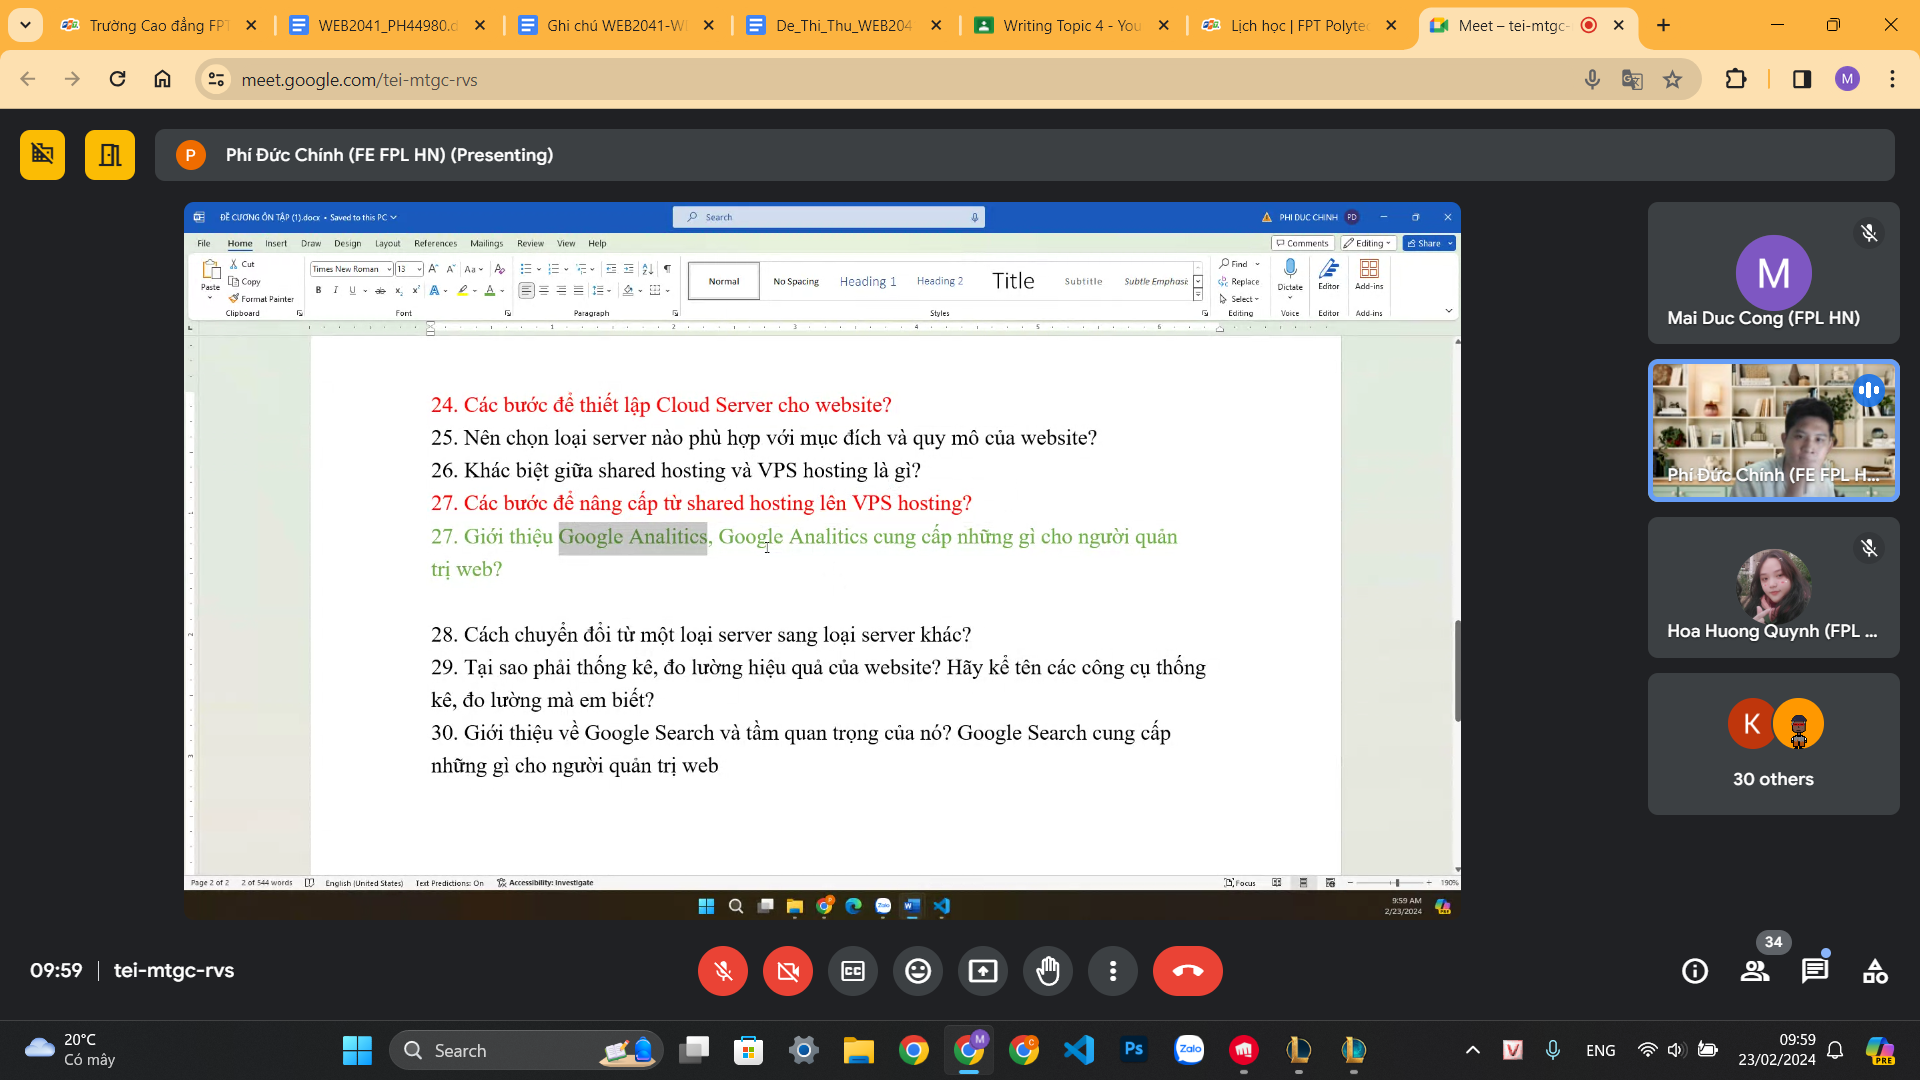 Trường Cao đẳng FPT
WEB2041_PH44980.d
Ghi chú WEB2041-WE
De_Thi_Thu_WEB204
Writing Topic 4 - You
Lịch học | FPT Polytec
Meet – tei-mtgc-
meet.google.com/tei-mtgc-rvs
M
P
Phí Đức Chính (FE FPL HN) (Presenting)
ĐỀ CƯƠNG ÔN TẬP (1).docx • Saved to this PC
Search
PHI DUC CHINH
PD
File
Home
Insert
Draw
Design
Layout
References
Mailings
Review
View
Help
Comments
Editing
Share
Paste
Cut
Copy
Format Painter
Clipboard
Times New Roman
13
Font
Paragraph
Normal
No Spacing
Heading 1
Heading 2
Title
Subtitle
Subtle Emphasis
Styles
Find
Replace
Select
Editing
Dictate
Voice
Editor
Editor
Add-ins
Add-ins
24. Các bước để thiết lập Cloud Server cho website?
25. Nên chọn loại server nào phù hợp với mục đích và quy mô của website?
26. Khác biệt giữa shared hosting và VPS hosting là gì?
27. Các bước để nâng cấp từ shared hosting lên VPS hosting?
27. Giới thiệu Google Analitics, Google Analitics cung cấp những gì cho người quản
trị web?
28. Cách chuyển đổi từ một loại server sang loại server khác?
29. Tại sao phải thống kê, đo lường hiệu quả của website? Hãy kể tên các công cụ thống
kê, đo lường mà em biết?
30. Giới thiệu về Google Search và tầm quan trọng của nó? Google Search cung cấp
những gì cho người quản trị web
Page 2 of 2
2 of 544 words
English (United States)
Text Predictions: On
Accessibility: Investigate
Focus
190%
9:59 AM
2/23/2024
M
Mai Duc Cong (FPL HN)
Phí Đức Chính (FE FPL H...
Hoa Huong Quynh (FPL ...
K
30 others
09:59 | tei-mtgc-rvs
34
20°C
Có mây
Search
ENG
09:59
23/02/2024